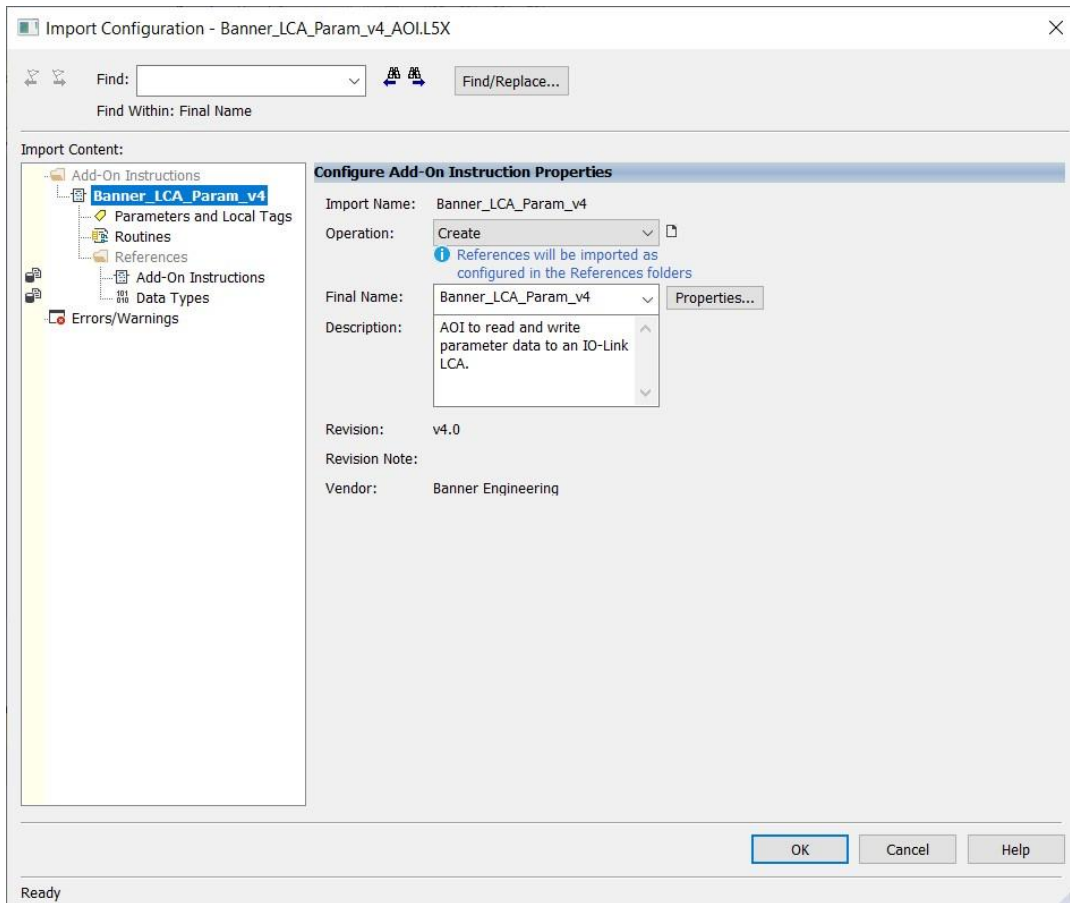 Import Configuration - Banner_LCA_Param_v4_AOI.L5X
Find:
Find/Replace...
Find Within: Final Name
Import Content:
Add-On Instructions
Banner_LCA_Param_v4
Parameters and Local Tags
Routines
References
Add-On Instructions
Data Types
Errors/Warnings
Configure Add-On Instruction Properties
Import Name: Banner_LCA_Param_v4
Operation: Create
References will be imported as
configured in the References folders
Final Name: Banner_LCA_Param_v4 Properties...
Description: AOI to read and write
parameter data to an IO-Link
LCA.
Revision: v4.0
Revision Note:
Vendor: Banner Engineering
OK Cancel Help
Ready